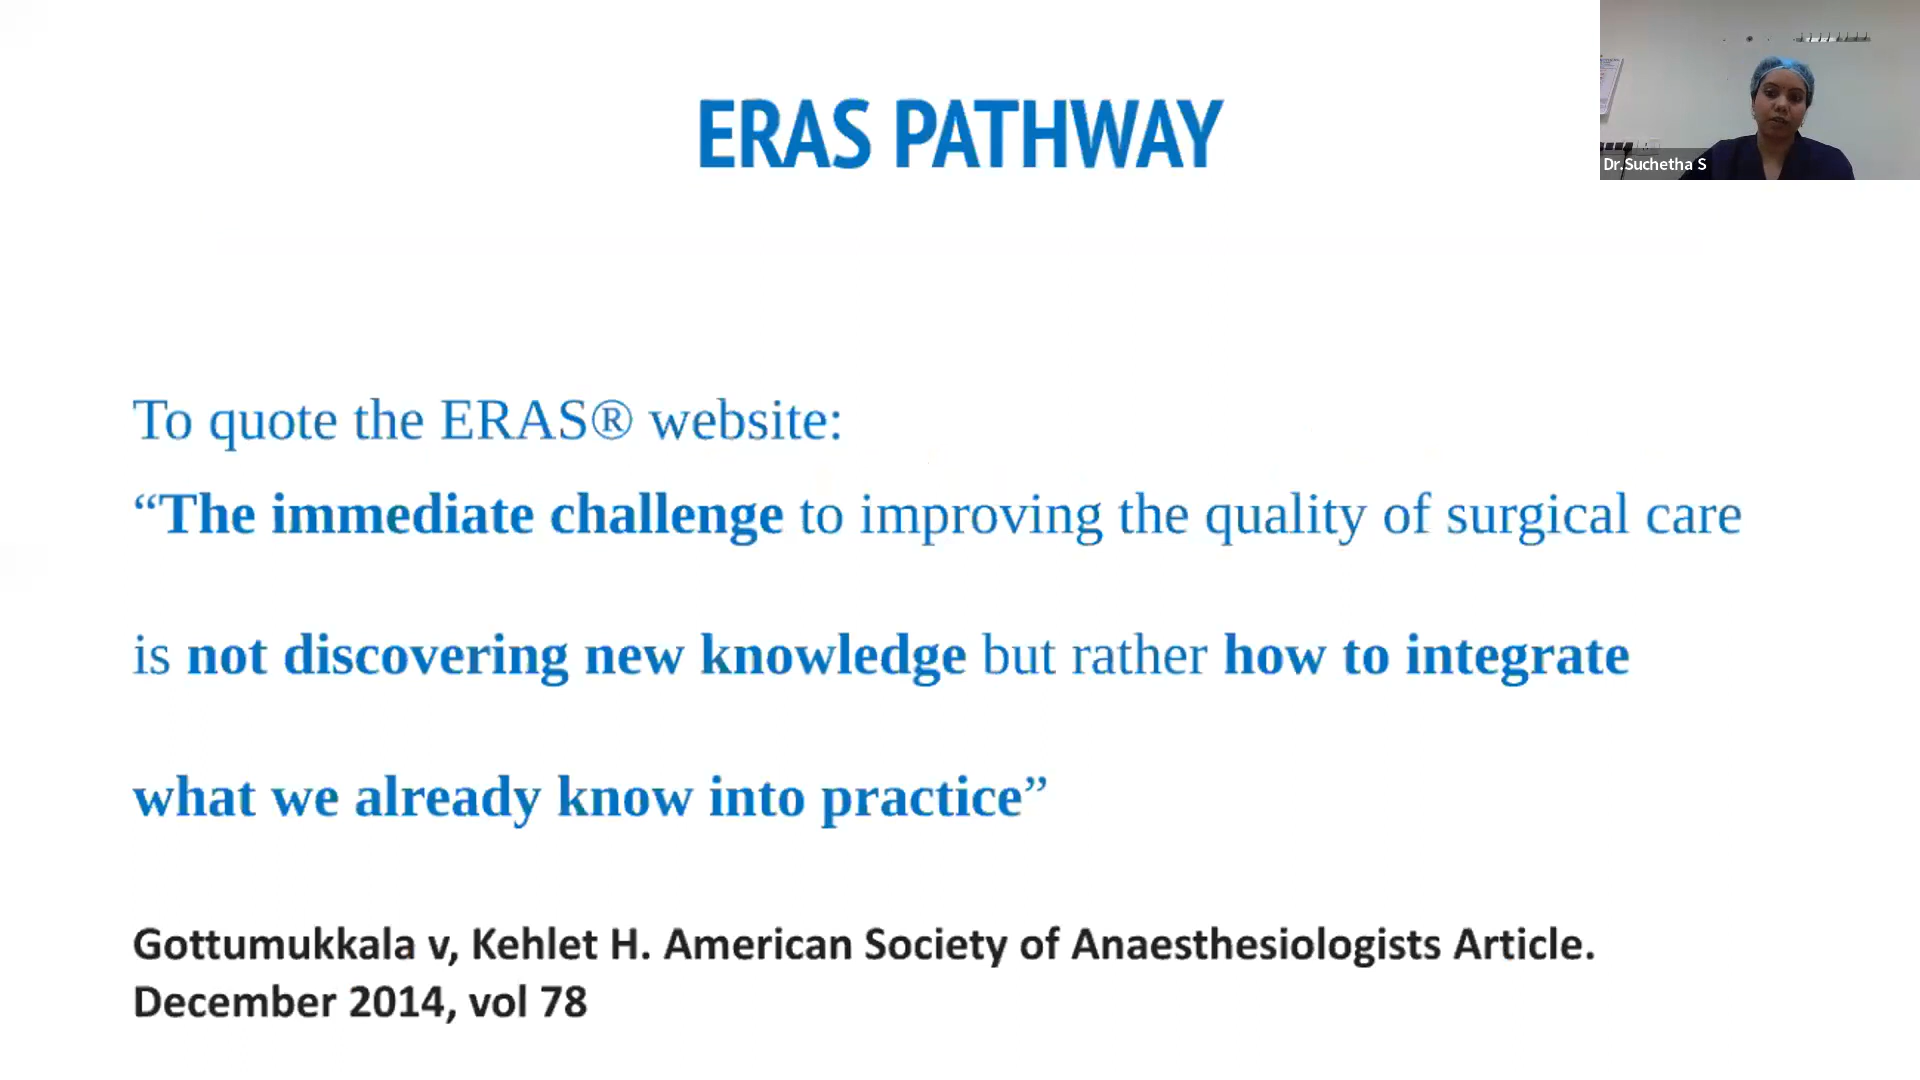 ERAS PATHWAY
Dr.Suchetha S
To quote the ERAS® website:
“The immediate challenge to improving the quality of surgical care
is not discovering new knowledge but rather how to integrate
what we already know into practice”
Gottumukkala v, Kehlet H. American Society of Anaesthesiologists Article.
December 2014, vol 78